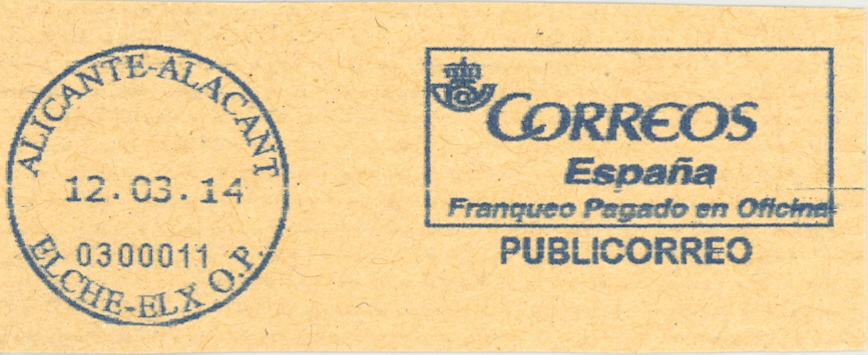 ALICANTE-ALACANT
12.03.14
0300011
ELCHE-ELX O.P.
CORREOS
España
Franqueo Pagado en Oficina
PUBLICORREO